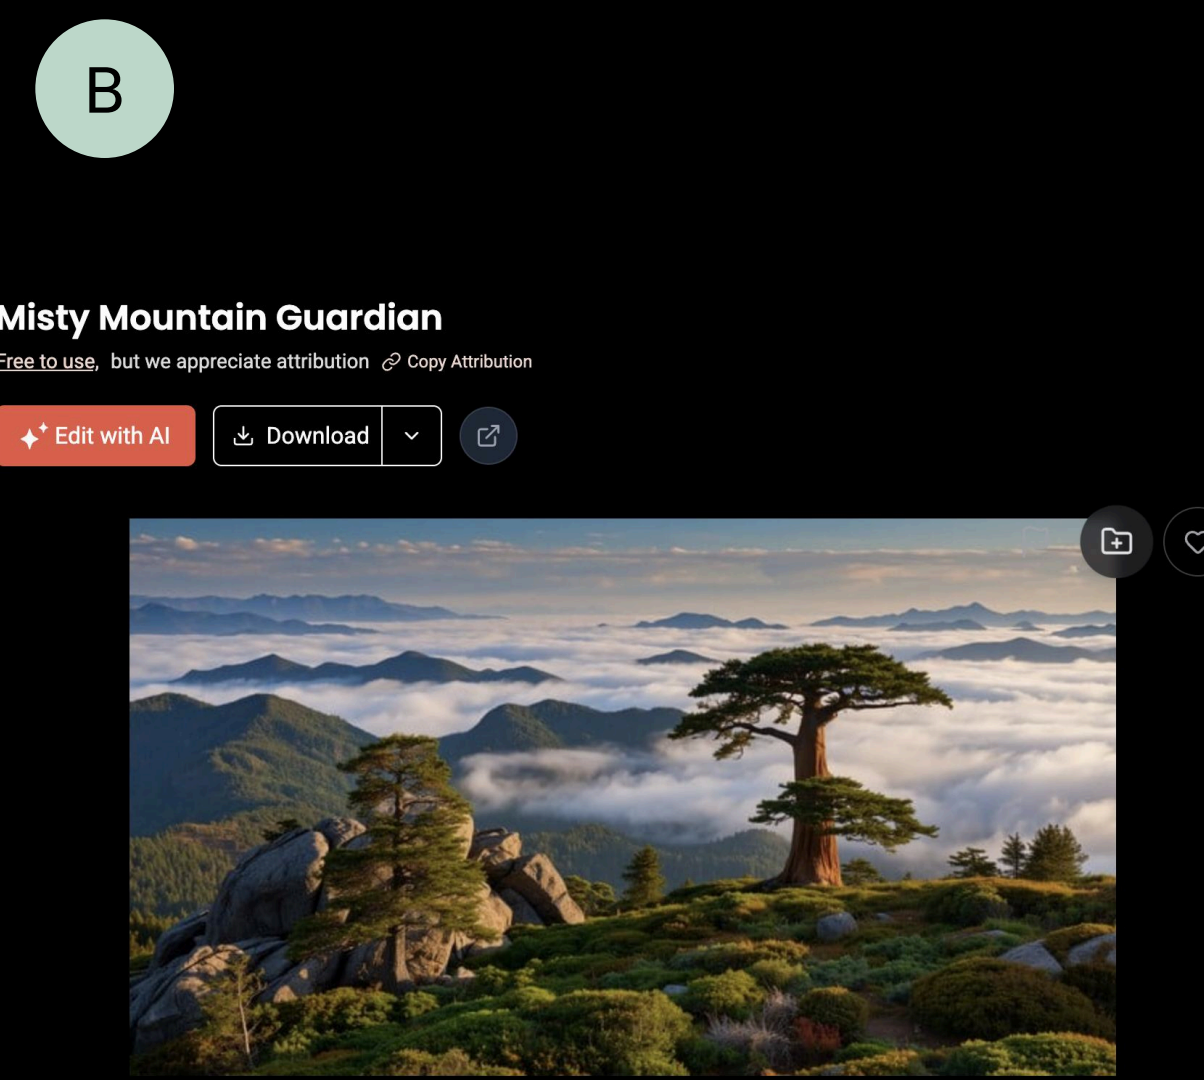 B
Misty Mountain Guardian
Free to use, but we appreciate attribution Copy Attribution
Edit with AI Download